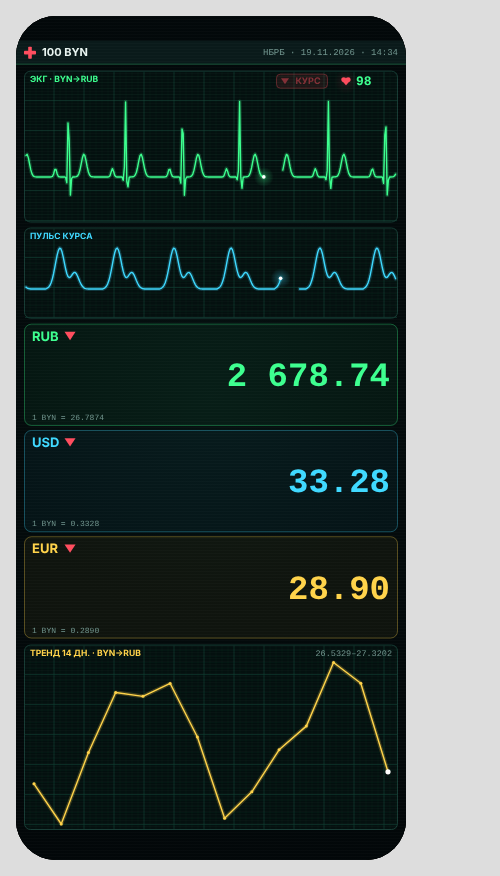 100 BYN
НБРБ · 19.11.2026 · 14:34
ЭКГ · BYN→RUB
▼ КУРС
98
ПУЛЬС КУРСА
RUB ▼
2 678.74
1 BYN = 26.7874
USD ▼
33.28
1 BYN = 0.3328
EUR ▼
28.90
1 BYN = 0.2890
ТРЕНД 14 ДН. · BYN→RUB
26.5329–27.3202